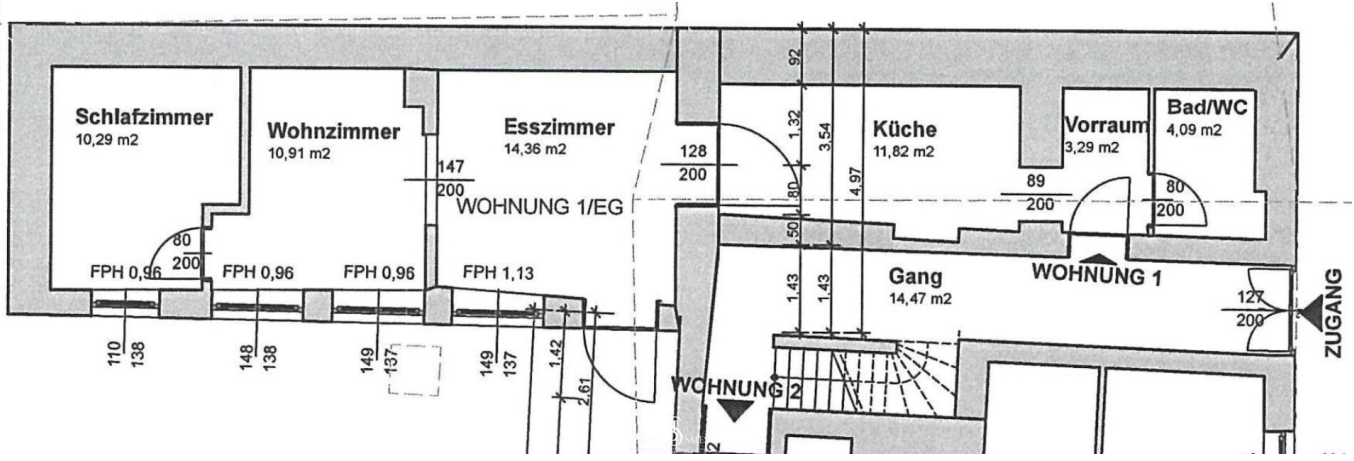 Schlafzimmer
10,29 m2
Wohnzimmer
10,91 m2
Esszimmer
14,36 m2
Küche
11,82 m2
Vorraum
3,29 m2
Bad/WC
4,09 m2
147
200
128
200
89
200
80
200
80
200
WOHNUNG 1/EG
92
1,32
80
50
3,54
4,97
1,43
1,43
FPH 0,96
FPH 0,96
FPH 0,96
FPH 1,13
Gang
14,47 m2
WOHNUNG 1
127
200
ZUGANG
110
138
148
138
149
137
149
137
1,42
2,61
WOHNUNG 2
2